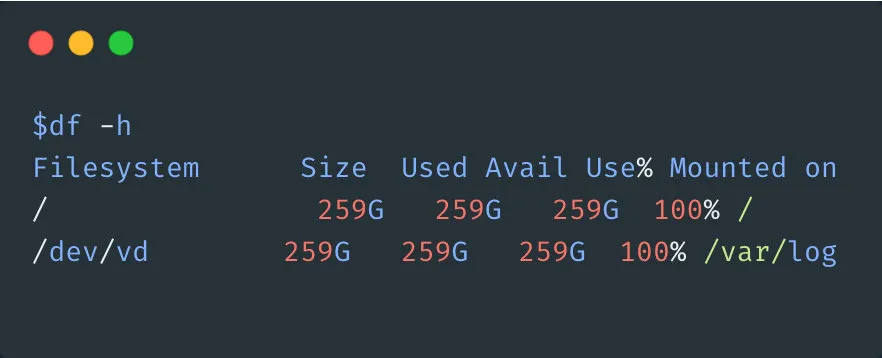 $df -h
Filesystem      Size  Used Avail Use% Mounted on
/                259G   259G   259G  100% /
/dev/vd        259G   259G   259G  100% /var/log